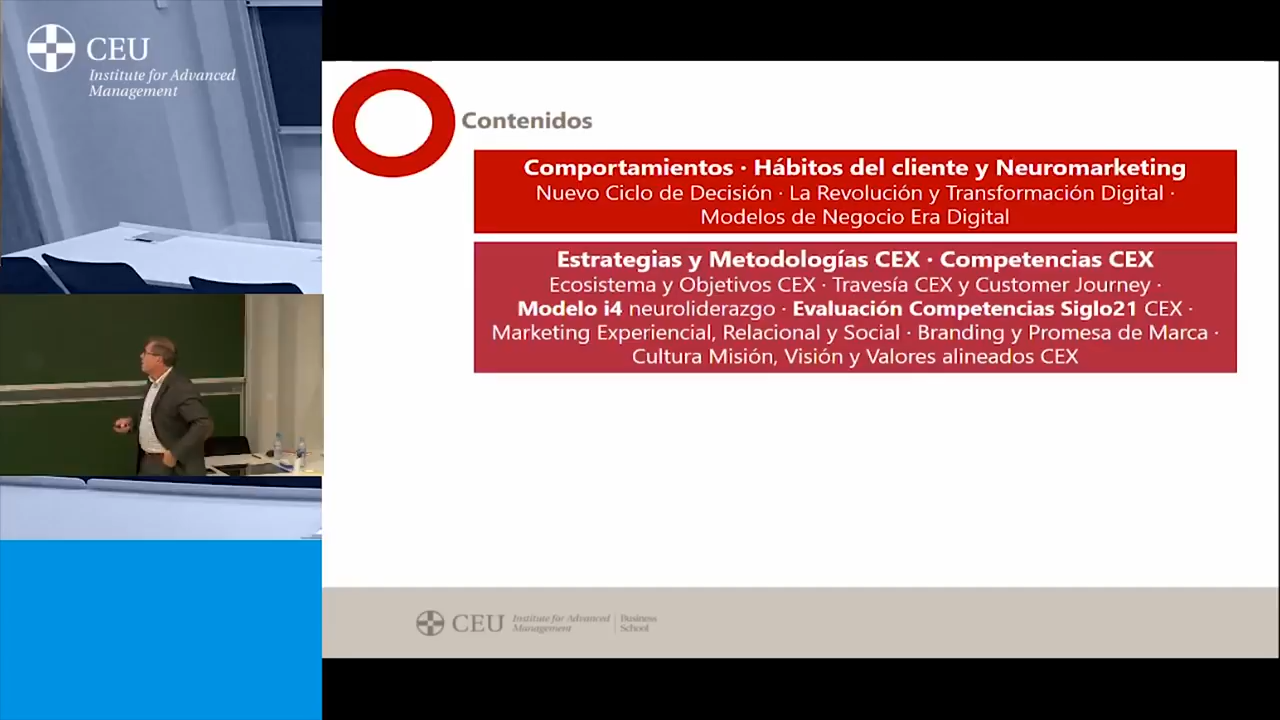 CEU
Institute for Advanced
Management
Contenidos
Comportamientos · Hábitos del cliente y Neuromarketing
Nuevo Ciclo de Decisión · La Revolución y Transformación Digital ·
Modelos de Negocio Era Digital
Estrategias y Metodologías CEX · Competencias CEX
Ecosistema y Objetivos CEX · Travesía CEX y Customer Journey ·
Modelo i4 neuroliderazgo · Evaluación Competencias Siglo21 CEX ·
Marketing Experiencial, Relacional y Social · Branding y Promesa de Marca ·
Cultura Misión, Visión y Valores alineados CEX
CEU
Institute for Advanced
Management
Business
School